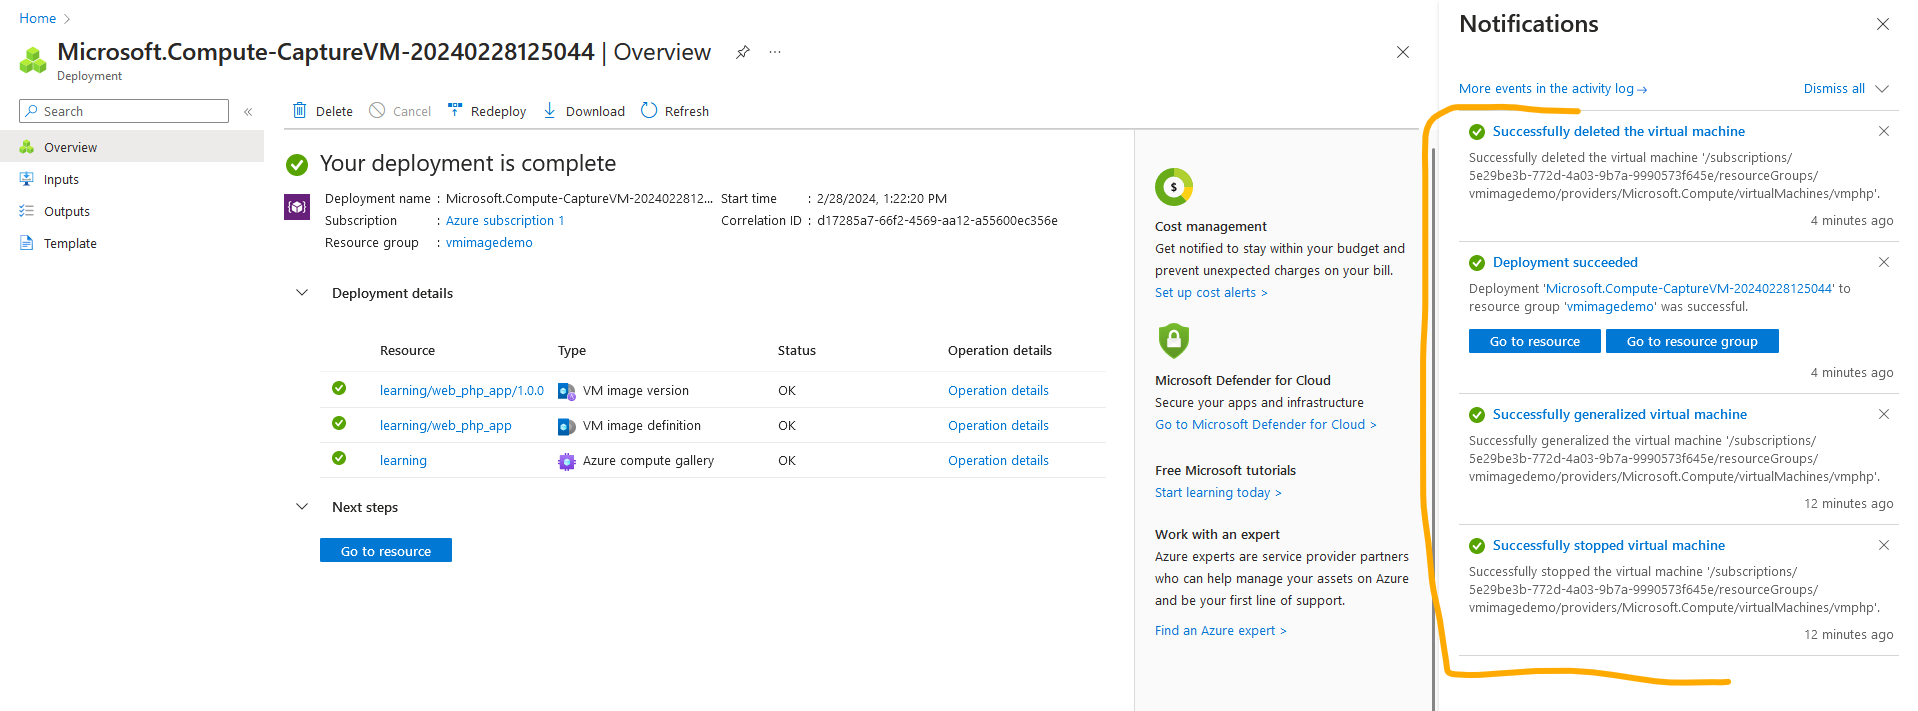 Home >
Microsoft.Compute-CaptureVM-20240228125044 | Overview
Deployment
Search
Overview
Inputs
Outputs
Template
Delete
Cancel
Redeploy
Download
Refresh
Your deployment is complete
Deployment name : Microsoft.Compute-CaptureVM-2024022812...
Subscription : Azure subscription 1
Resource group : vmimagedemo
Start time : 2/28/2024, 1:22:20 PM
Correlation ID : d17285a7-66f2-4569-aa12-a55600ec356e
Deployment details
Resource Type Status Operation details
learning/web_php_app/1.0.0 VM image version OK Operation details
learning/web_php_app VM image definition OK Operation details
learning Azure compute gallery OK Operation details
Next steps
Go to resource
Cost management
Get notified to stay within your budget and
prevent unexpected charges on your bill.
Set up cost alerts >
Microsoft Defender for Cloud
Secure your apps and infrastructure
Go to Microsoft Defender for Cloud >
Free Microsoft tutorials
Start learning today >
Work with an expert
Azure experts are service provider partners
who can help manage your assets on Azure
and be your first line of support.
Find an Azure expert >
Notifications
More events in the activity log →
Dismiss all
Successfully deleted the virtual machine
Successfully deleted the virtual machine '/subscriptions/
5e29be3b-772d-4a03-9b7a-9990573f645e/resourceGroups/
vmimagedemo/providers/Microsoft.Compute/virtualMachines/vmphp'.
4 minutes ago
Deployment succeeded
Deployment 'Microsoft.Compute-CaptureVM-20240228125044' to
resource group 'vmimagedemo' was successful.
Go to resource
Go to resource group
4 minutes ago
Successfully generalized virtual machine
Successfully generalized the virtual machine '/subscriptions/
5e29be3b-772d-4a03-9b7a-9990573f645e/resourceGroups/
vmimagedemo/providers/Microsoft.Compute/virtualMachines/vmphp'.
12 minutes ago
Successfully stopped virtual machine
Successfully stopped the virtual machine '/subscriptions/
5e29be3b-772d-4a03-9b7a-9990573f645e/resourceGroups/
vmimagedemo/providers/Microsoft.Compute/virtualMachines/vmphp'.
12 minutes ago